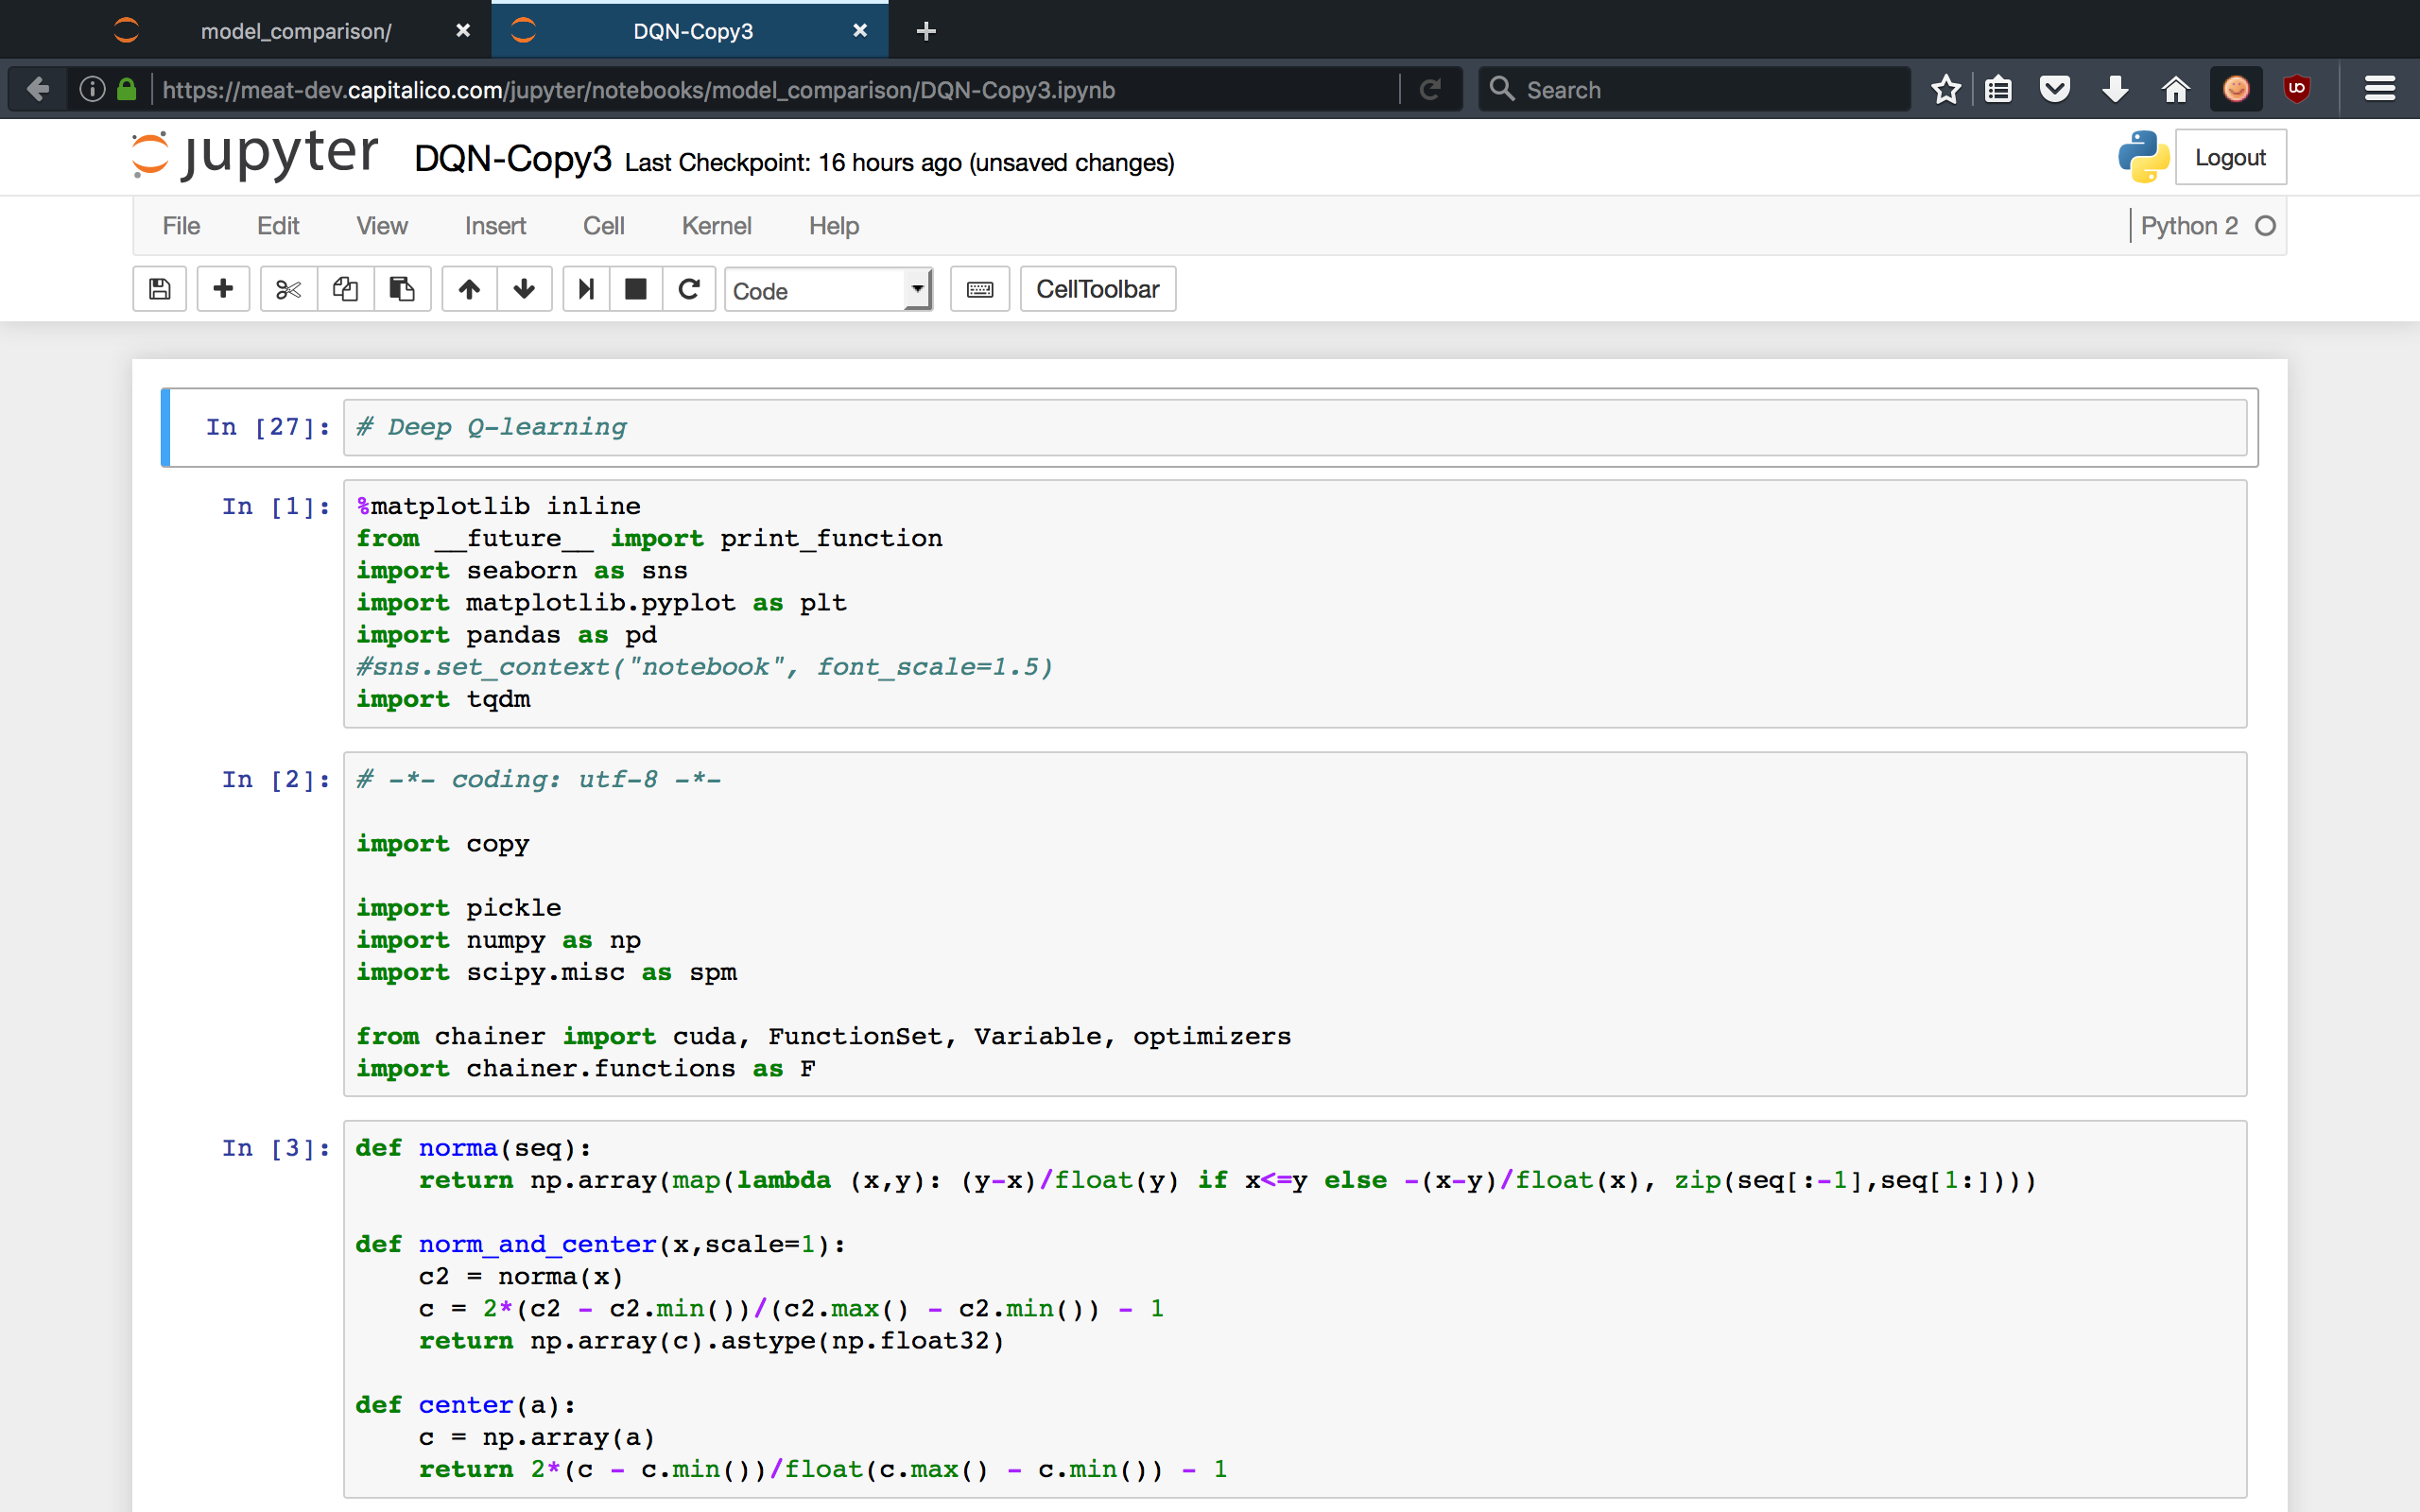 model_comparison/
DQN-Copy3
https://meat-dev.capitalico.com/jupyter/notebooks/model_comparison/DQN-Copy3.ipynb
Search
jupyter DQN-Copy3 Last Checkpoint: 16 hours ago (unsaved changes)
Logout
File Edit View Insert Cell Kernel Help
Python 2
Code
CellToolbar
In [27]: # Deep Q-learning
In [1]: %matplotlib inline
from __future__ import print_function
import seaborn as sns
import matplotlib.pyplot as plt
import pandas as pd
#sns.set_context("notebook", font_scale=1.5)
import tqdm
In [2]: # -*- coding: utf-8 -*-
import copy
import pickle
import numpy as np
import scipy.misc as spm
from chainer import cuda, FunctionSet, Variable, optimizers
import chainer.functions as F
In [3]: def norma(seq):
    return np.array(map(lambda (x,y): (y-x)/float(y) if x<=y else -(x-y)/float(x), zip(seq[:-1],seq[1:])))
def norm_and_center(x,scale=1):
    c2 = norma(x)
    c = 2*(c2 - c2.min())/(c2.max() - c2.min()) - 1
    return np.array(c).astype(np.float32)
def center(a):
    c = np.array(a)
    return 2*(c - c.min())/float(c.max() - c.min()) - 1